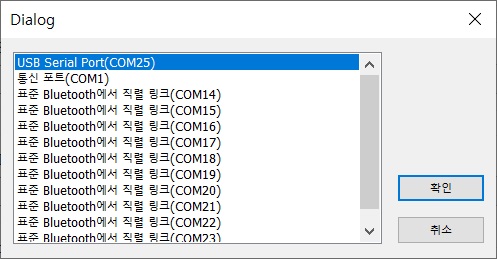 Dialog
USB Serial Port(COM25)
통신 포트(COM1)
표준 Bluetooth에서 직렬 링크(COM14)
표준 Bluetooth에서 직렬 링크(COM15)
표준 Bluetooth에서 직렬 링크(COM16)
표준 Bluetooth에서 직렬 링크(COM17)
표준 Bluetooth에서 직렬 링크(COM18)
표준 Bluetooth에서 직렬 링크(COM19)
표준 Bluetooth에서 직렬 링크(COM20)
표준 Bluetooth에서 직렬 링크(COM21)
표준 Bluetooth에서 직렬 링크(COM22)
표준 Bluetooth에서 직렬 링크(COM23)
확인
취소